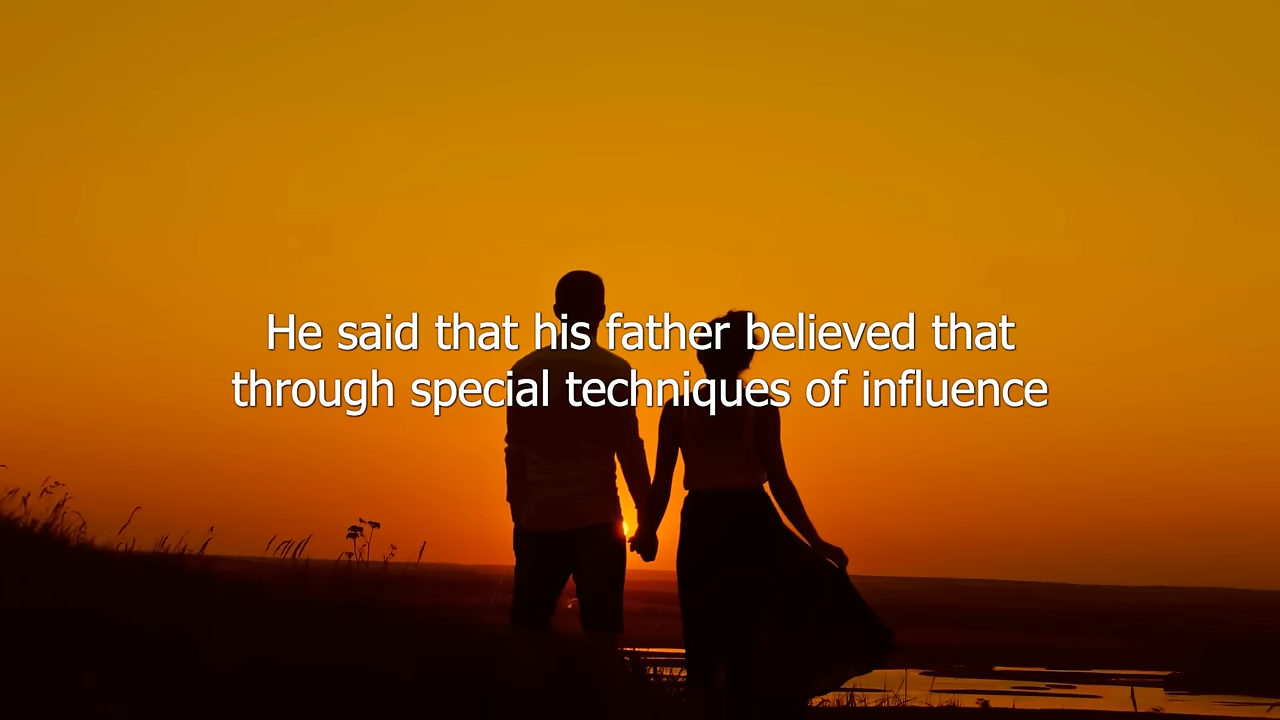 He said that his father believed that
through special techniques of influence